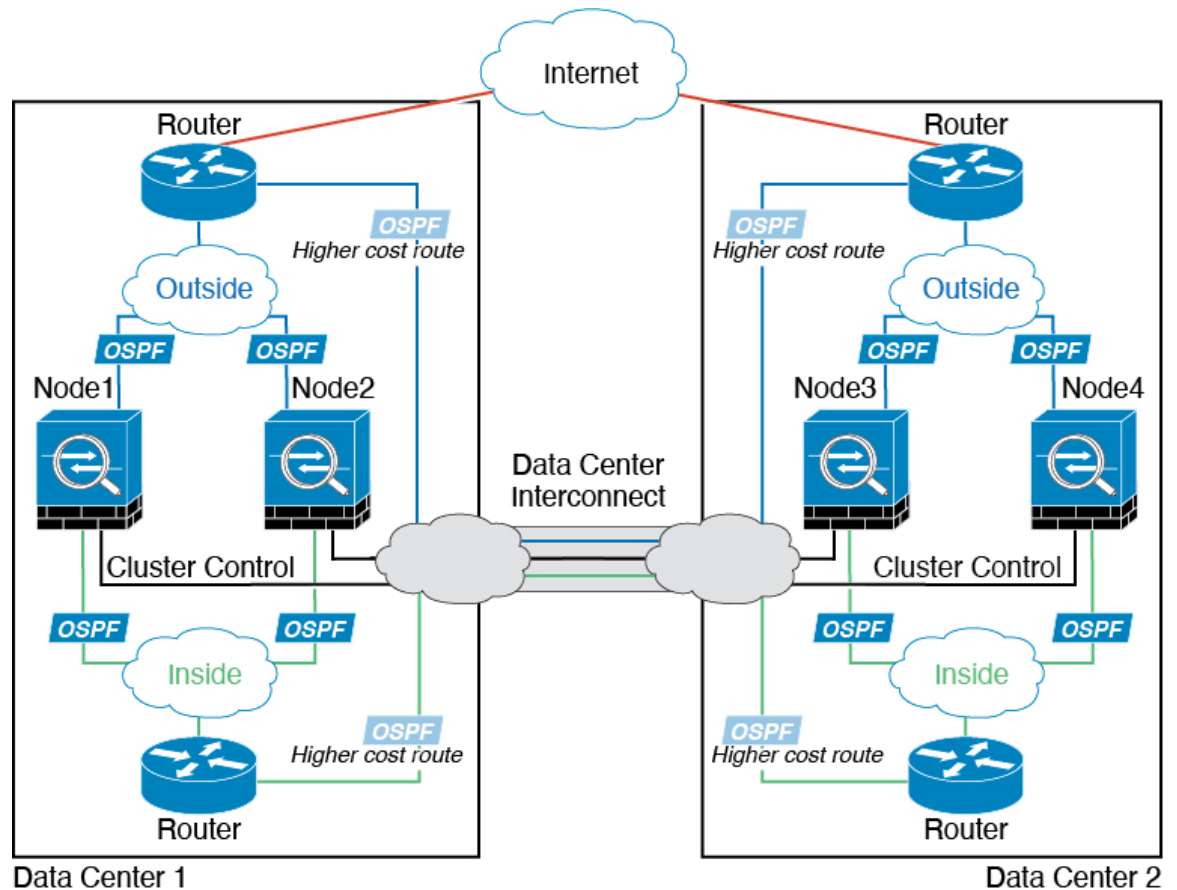 Internet
Router
Router
OSPF
Higher cost route
OSPF
Higher cost route
Outside
Outside
OSPF
OSPF
OSPF
OSPF
Node1
Node2
Node3
Node4
Data Center
Interconnect
Cluster Control
Cluster Control
OSPF
OSPF
OSPF
OSPF
Inside
Inside
OSPF
Higher cost route
OSPF
Higher cost route
Router
Router
Data Center 1
Data Center 2